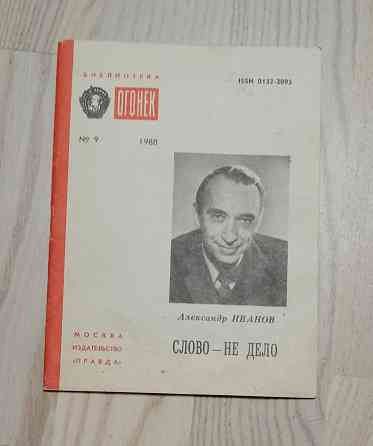 БИБЛИОТЕКА
ISSN 0132-2095
ОГОНЕК
№ 9 1980
Александр ИВАНОВ
МОСКВА
ИЗДАТЕЛЬСТВО
«ПРАВДА»
СЛОВО — НЕ ДЕЛО